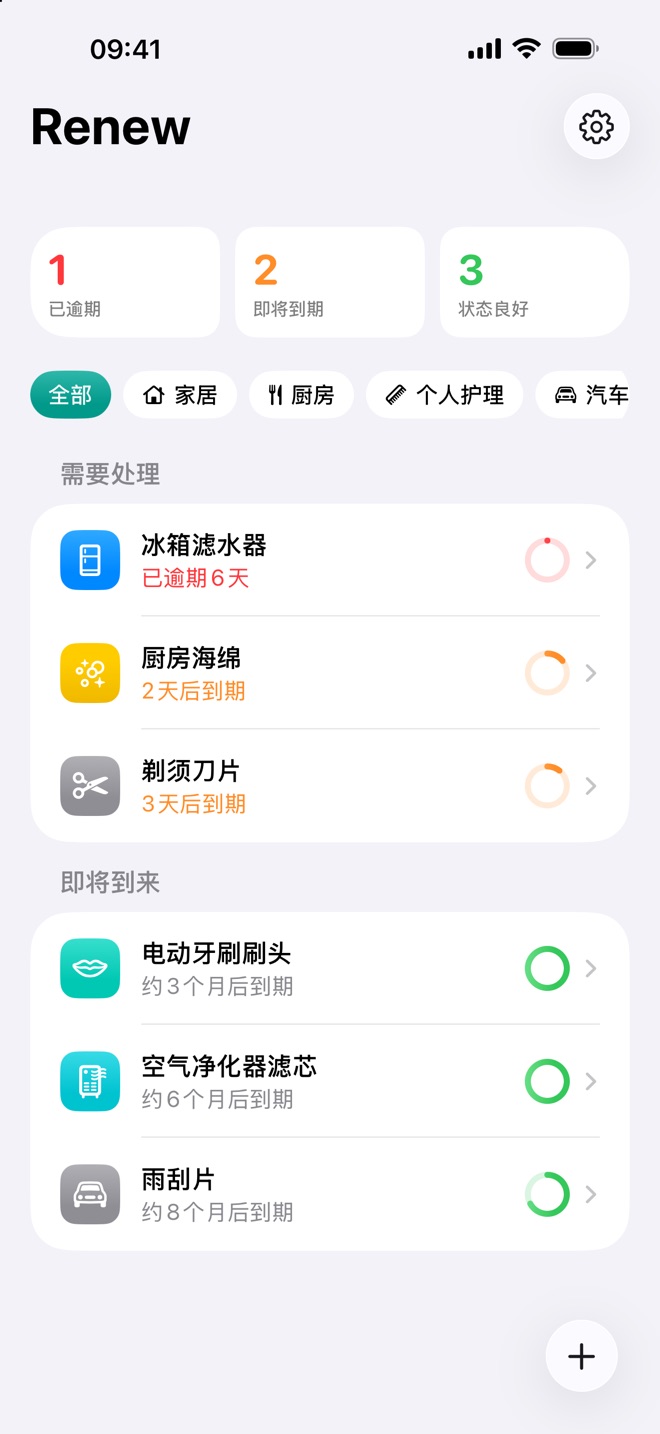 09:41
Renew
1
已逾期
2
即将到期
3
状态良好
全部
家居
厨房
个人护理
汽车
需要处理
冰箱滤水器
已逾期6天
厨房海绵
2天后到期
剃须刀片
3天后到期
即将到来
电动牙刷刷头
约3个月后到期
空气净化器滤芯
约6个月后到期
雨刮片
约8个月后到期